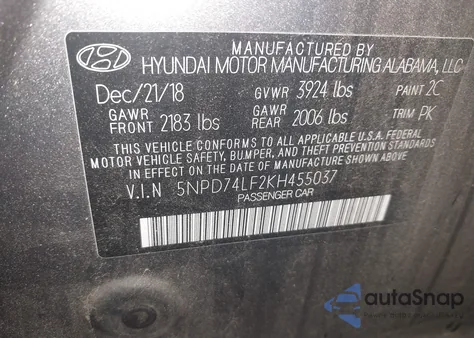 MANUFACTURED BY
HYUNDAI MOTOR MANUFACTURING ALABAMA, LLC
Dec/21/18 GVWR 3924 lbs PAINT 2C
GAWR FRONT 2183 lbs GAWR REAR 2006 lbs TRIM PK
THIS VEHICLE CONFORMS TO ALL APPLICABLE U.S.A. FEDERAL
MOTOR VEHICLE SAFETY, BUMPER, AND THEFT PREVENTION STANDARDS
IN EFFECT ON THE DATE OF MANUFACTURE SHOWN ABOVE.
V.I.N 5NPD74LF2KH455037
PASSENGER CAR
autoSnap